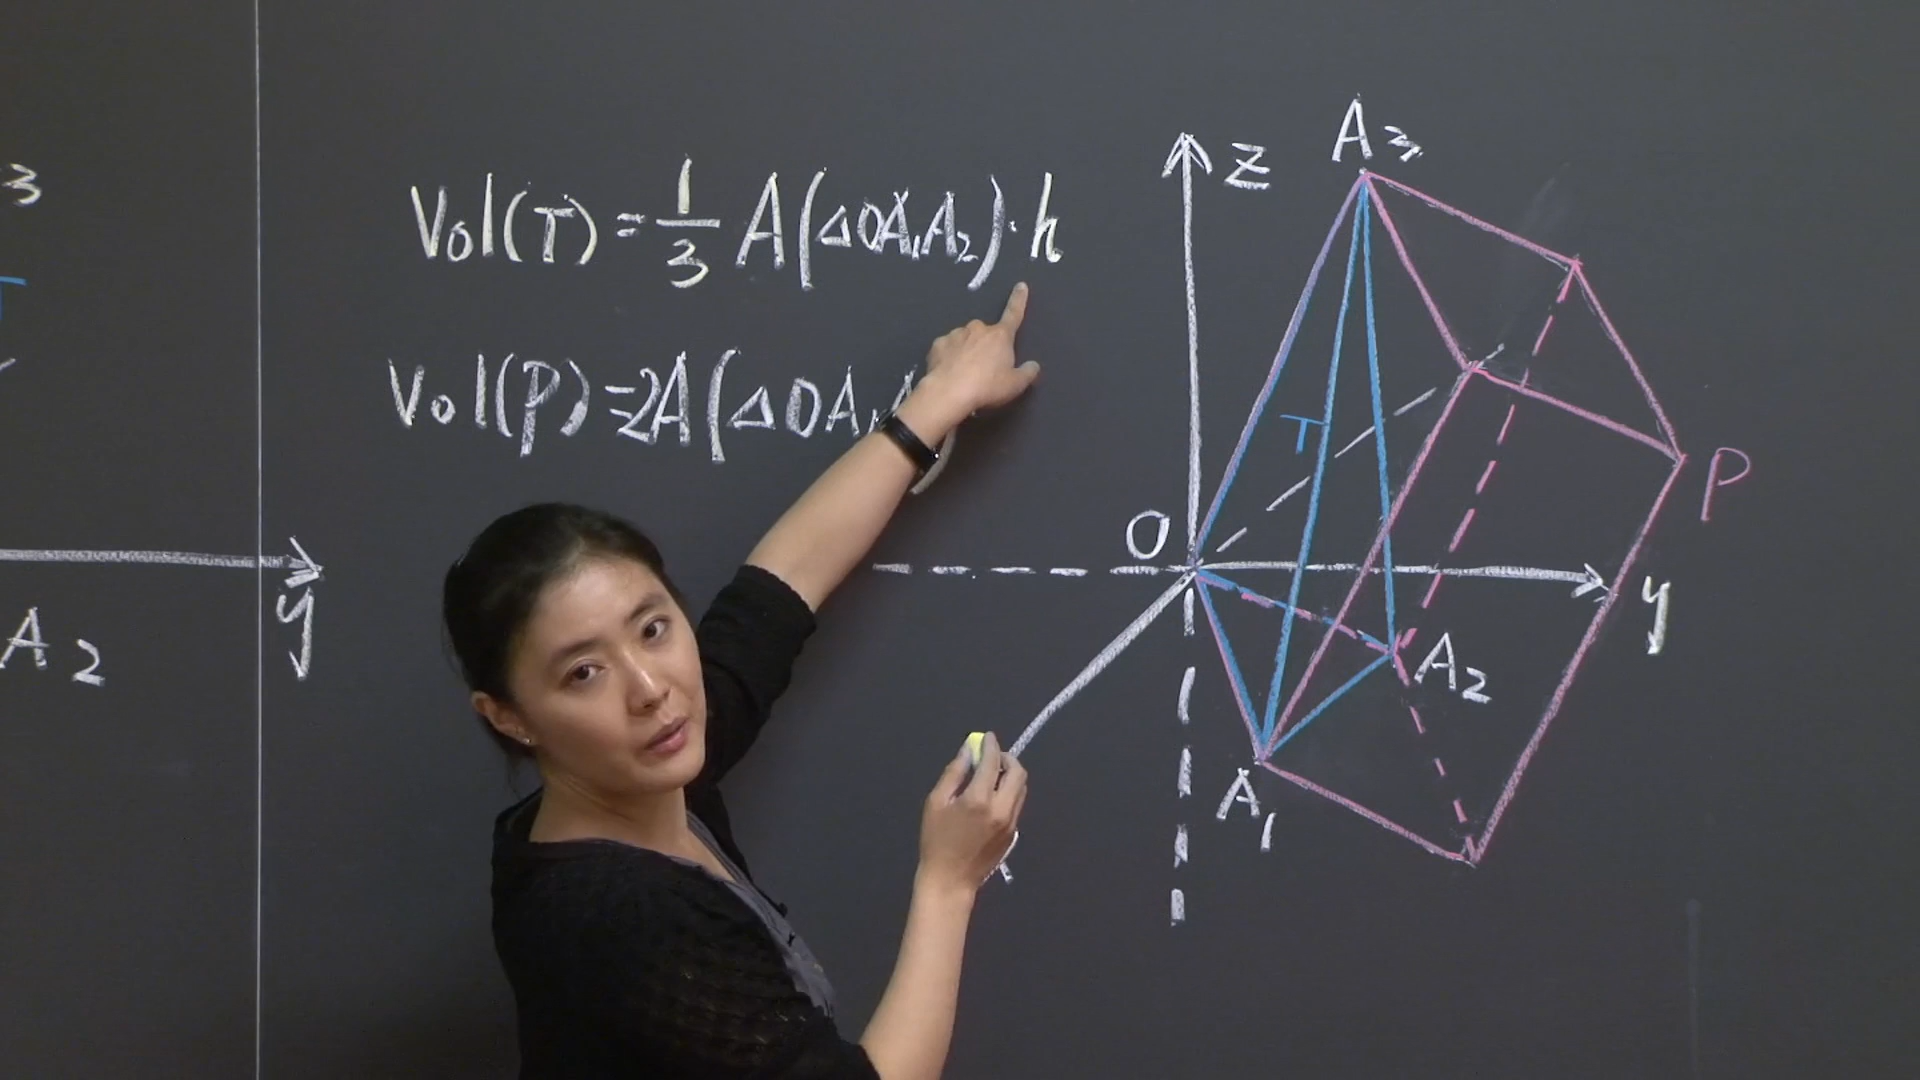 3
T
y
A2
Vol(T) = 1/3 A(△OA1A2)·h
Vol(P) = 2A(△OA1
z
A3
T
O
y
P
A2
A1